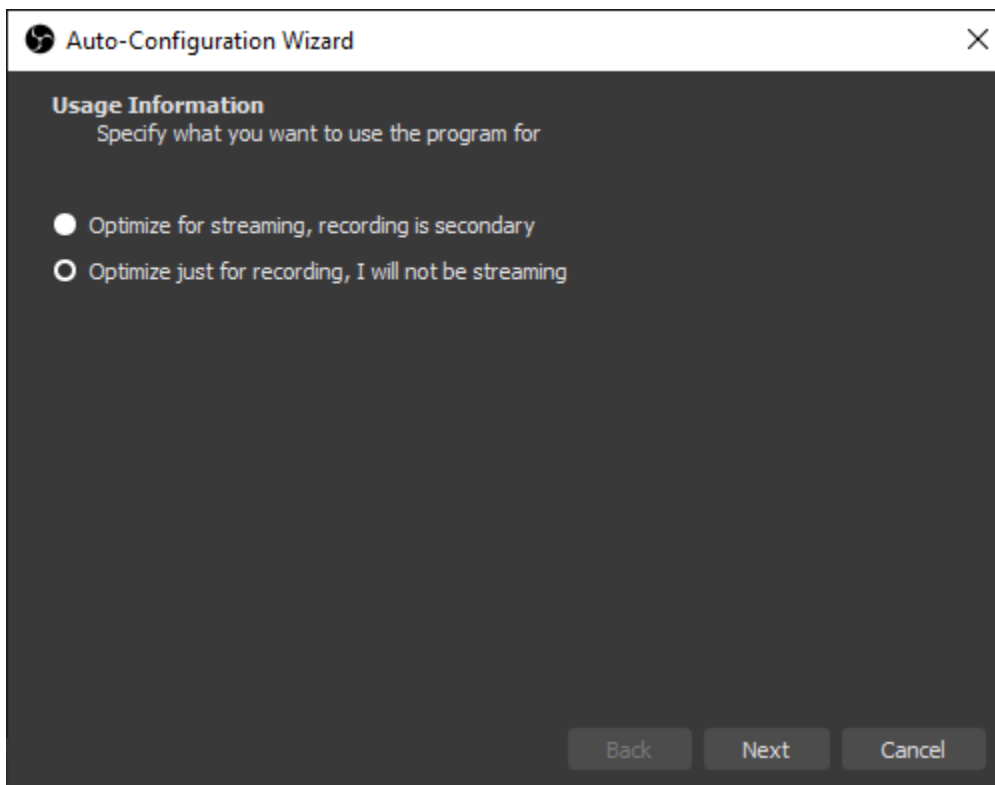 Auto-Configuration Wizard
Usage Information
Specify what you want to use the program for
Optimize for streaming, recording is secondary
Optimize just for recording, I will not be streaming
Back Next Cancel